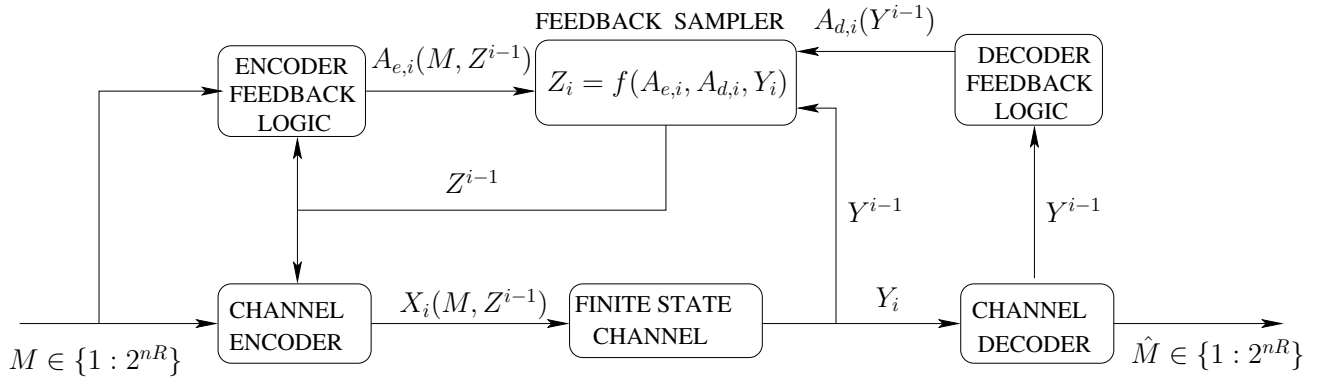 FEEDBACK SAMPLER
A_{d,i}(Y^{i-1})
ENCODER
FEEDBACK
LOGIC
A_{e,i}(M, Z^{i-1})
Z_i = f(A_{e,i}, A_{d,i}, Y_i)
DECODER
FEEDBACK
LOGIC
Z^{i-1}
Y^{i-1}
Y^{i-1}
CHANNEL
ENCODER
X_i(M, Z^{i-1})
FINITE STATE
CHANNEL
Y_i
CHANNEL
DECODER
M ∈ {1 : 2^{nR}}
M̂ ∈ {1 : 2^{nR}}